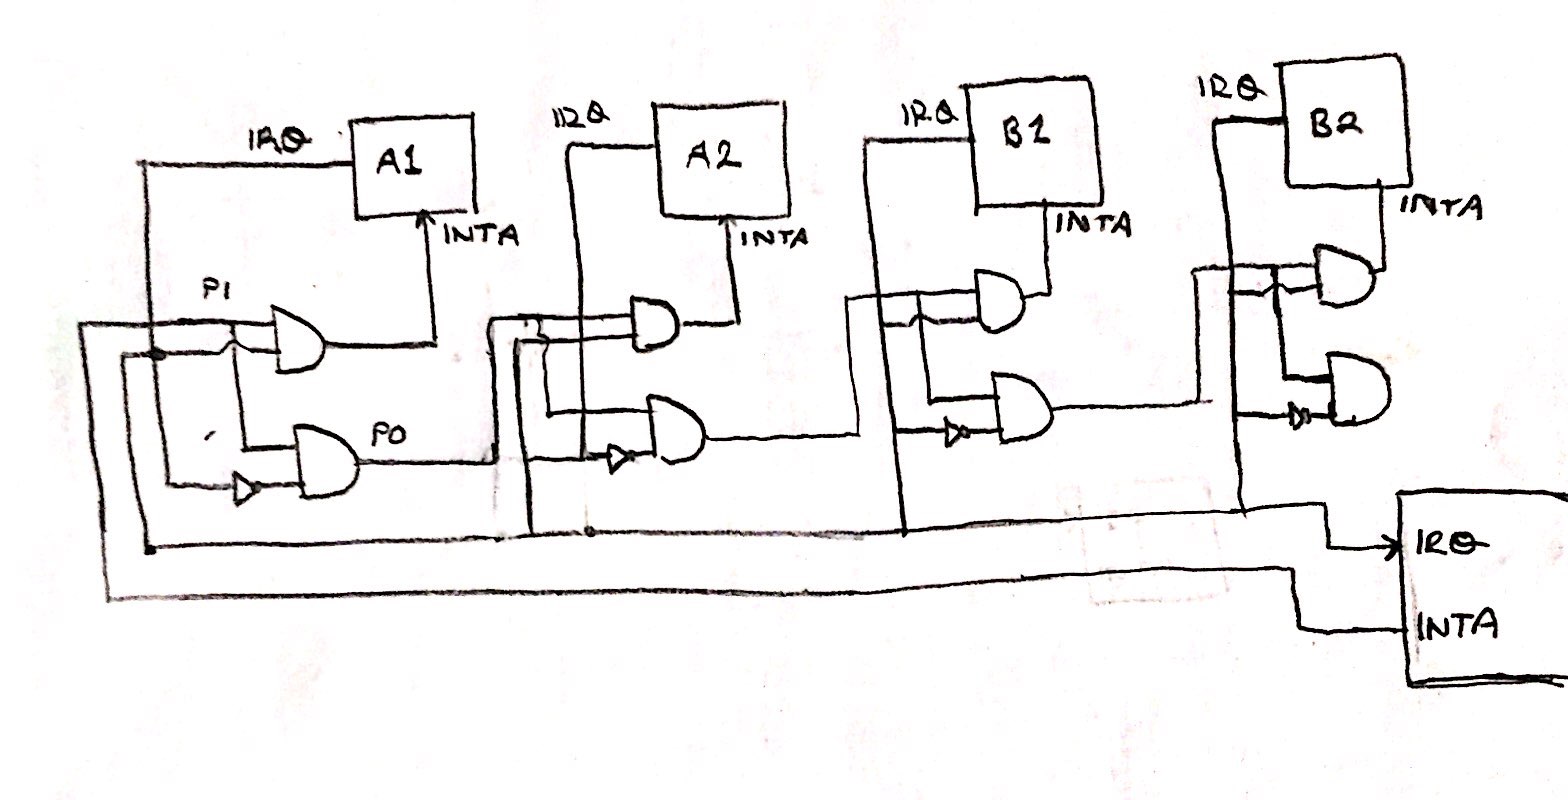 IRQ
A1
INTA
IRQ
A2
INTA
IRQ
B1
INTA
IRQ
B2
INTA
PI
PO
IRQ
INTA